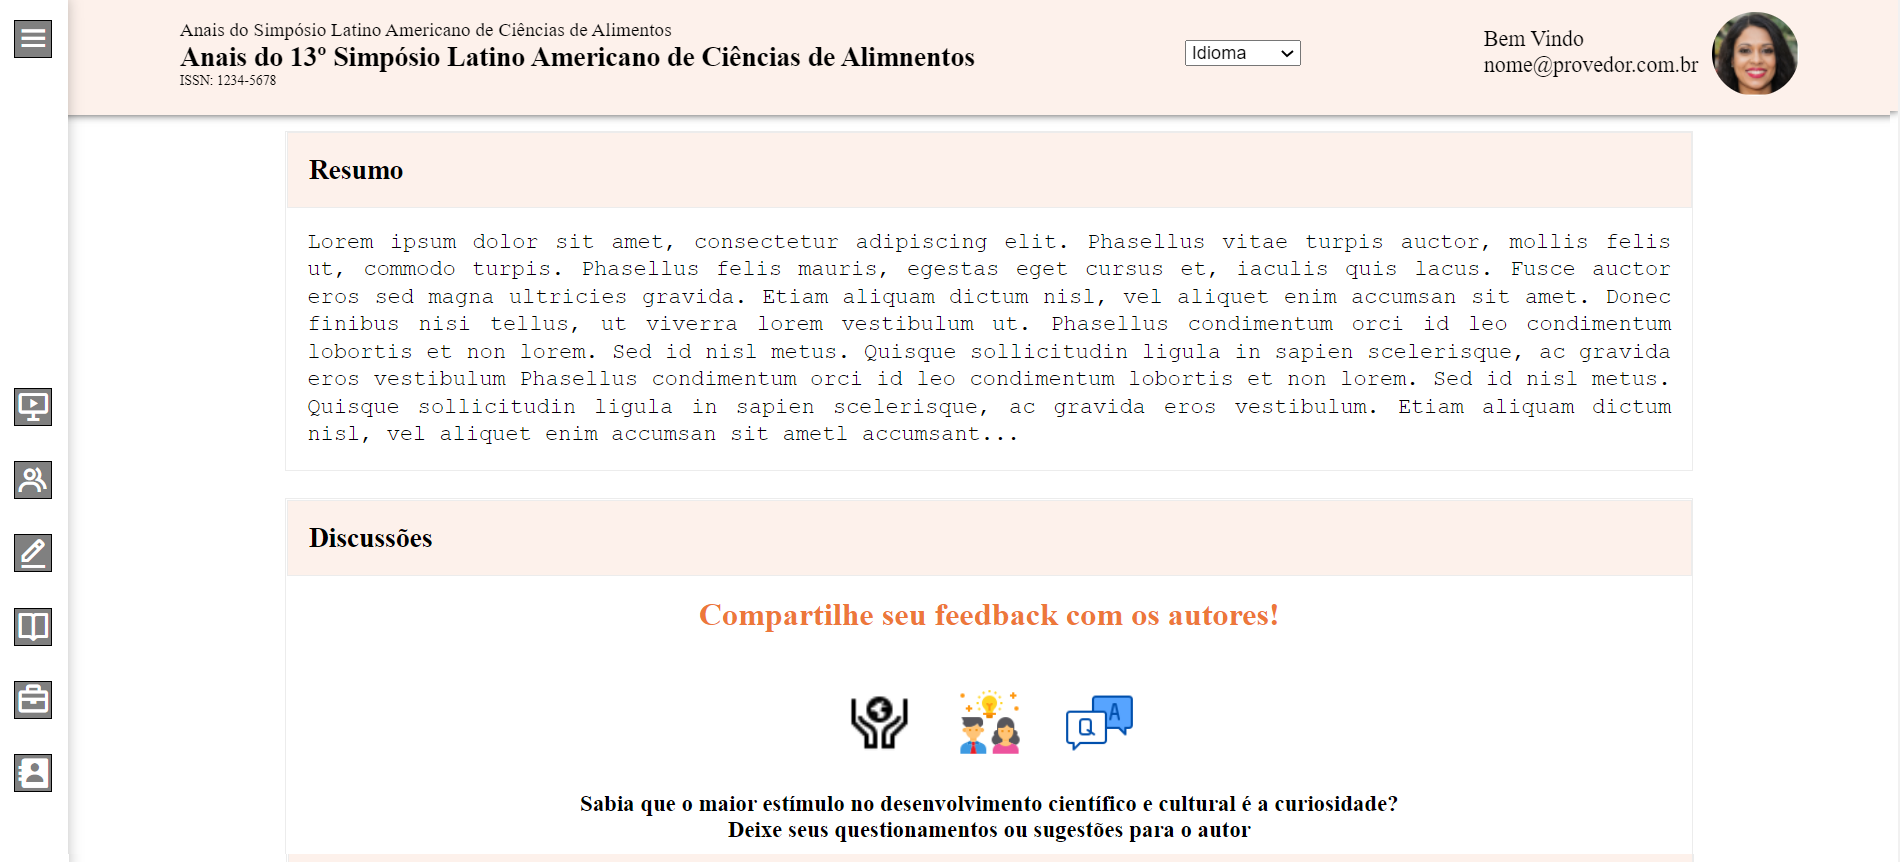 Anais do Simpósio Latino Americano de Ciências de Alimentos
Anais do 13º Simpósio Latino Americano de Ciências de Alimnentos
ISSN: 1234-5678
Idioma
Bem Vindo
nome@provedor.com.br
Resumo
Lorem ipsum dolor sit amet, consectetur adipiscing elit. Phasellus vitae turpis auctor, mollis felis
ut, commodo turpis. Phasellus felis mauris, egestas eget cursus et, iaculis quis lacus. Fusce auctor
eros sed magna ultricies gravida. Etiam aliquam dictum nisl, vel aliquet enim accumsan sit amet. Donec
finibus nisi tellus, ut viverra lorem vestibulum ut. Phasellus condimentum orci id leo condimentum
lobortis et non lorem. Sed id nisl metus. Quisque sollicitudin ligula in sapien scelerisque, ac gravida
eros vestibulum Phasellus condimentum orci id leo condimentum lobortis et non lorem. Sed id nisl metus.
Quisque sollicitudin ligula in sapien scelerisque, ac gravida eros vestibulum. Etiam aliquam dictum
nisl, vel aliquet enim accumsan sit ametl accumsant...
Discussões
Compartilhe seu feedback com os autores!
Q A
Sabia que o maior estímulo no desenvolvimento científico e cultural é a curiosidade?
Deixe seus questionamentos ou sugestões para o autor